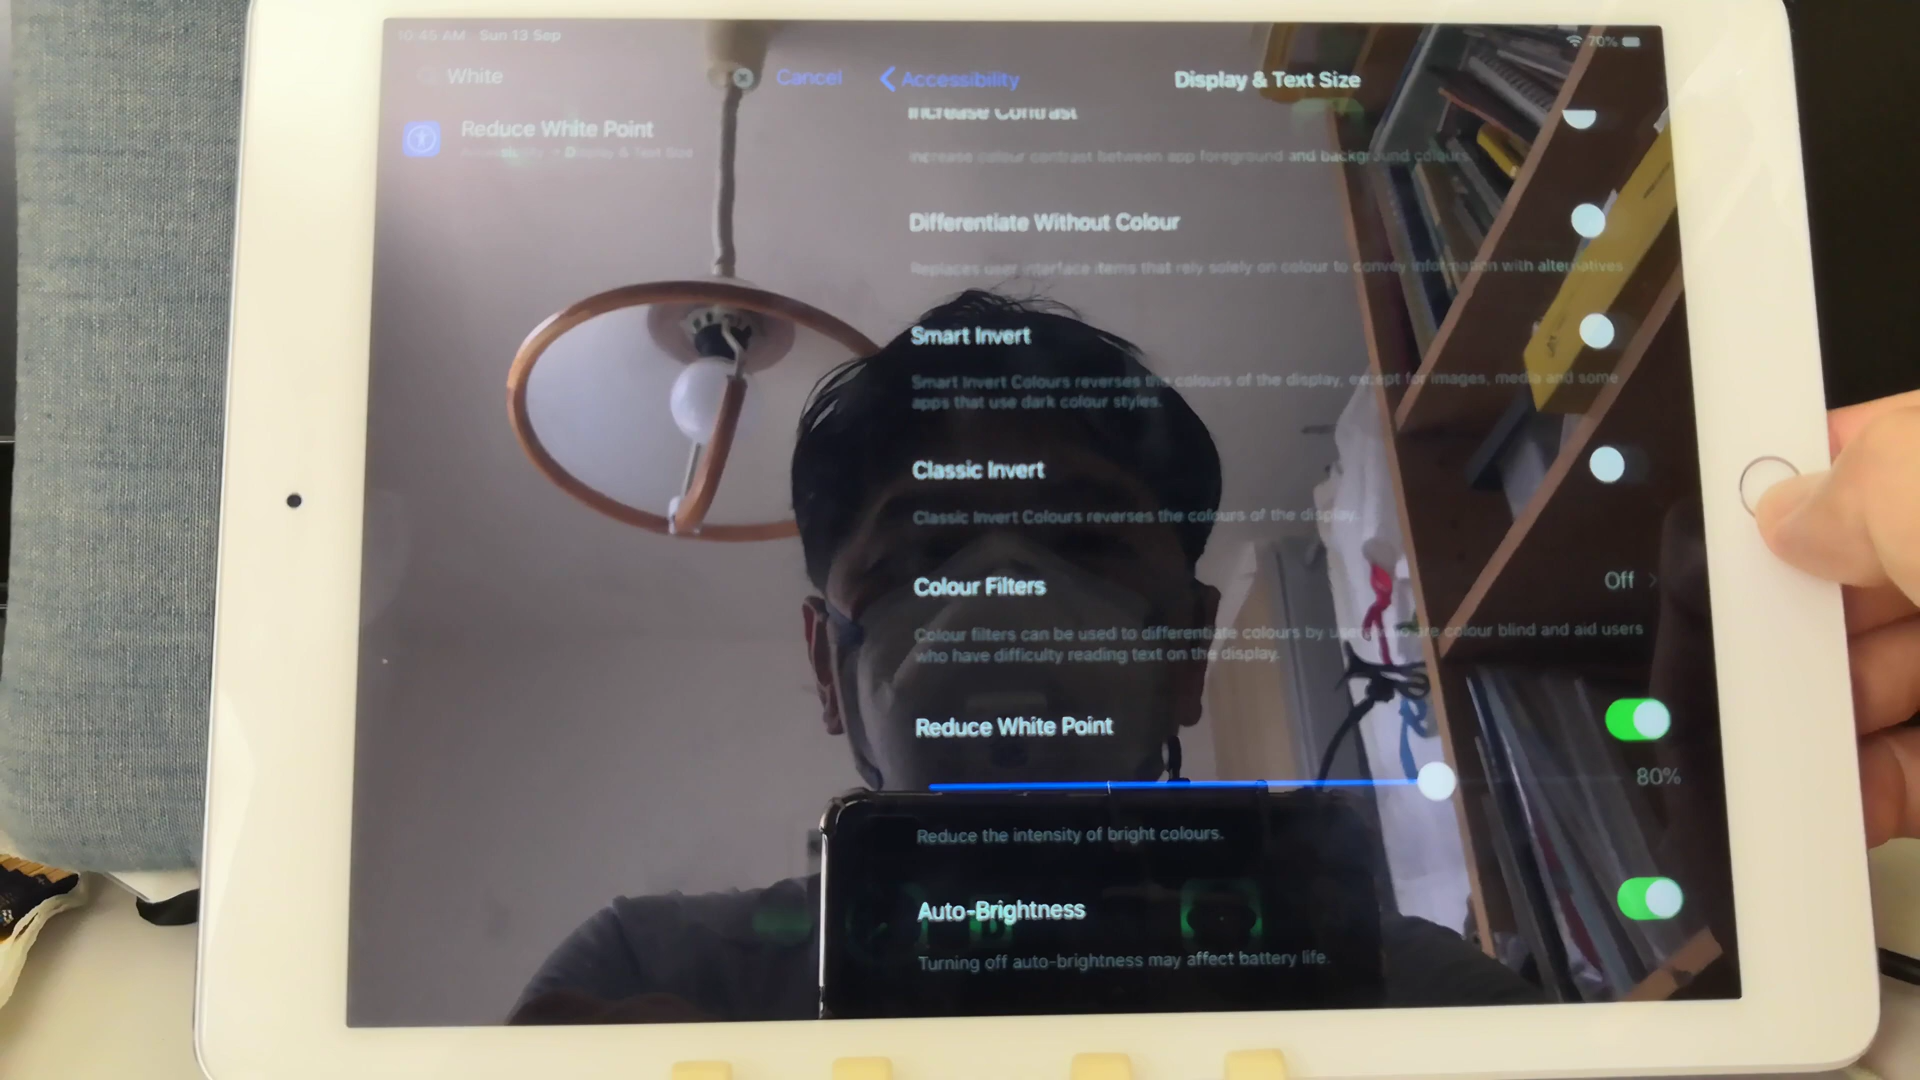 10:45 AM Sun 13 Sep
70%
White
Cancel
Accessibility
Display & Text Size
Reduce White Point
Accessibility → Display & Text Size
Increase Contrast
Increase colour contrast between app foreground and background colours.
Differentiate Without Colour
Replaces user interface items that rely solely on colour to convey information with alternatives.
Smart Invert
Smart Invert Colours reverses the colours of the display, except for images, media and some
apps that use dark colour styles.
Classic Invert
Classic Invert Colours reverses the colours of the display.
Colour Filters
Off
Colour filters can be used to differentiate colours by users who are colour blind and aid users
who have difficulty reading text on the display.
Reduce White Point
80%
Reduce the intensity of bright colours.
Auto-Brightness
Turning off auto-brightness may affect battery life.